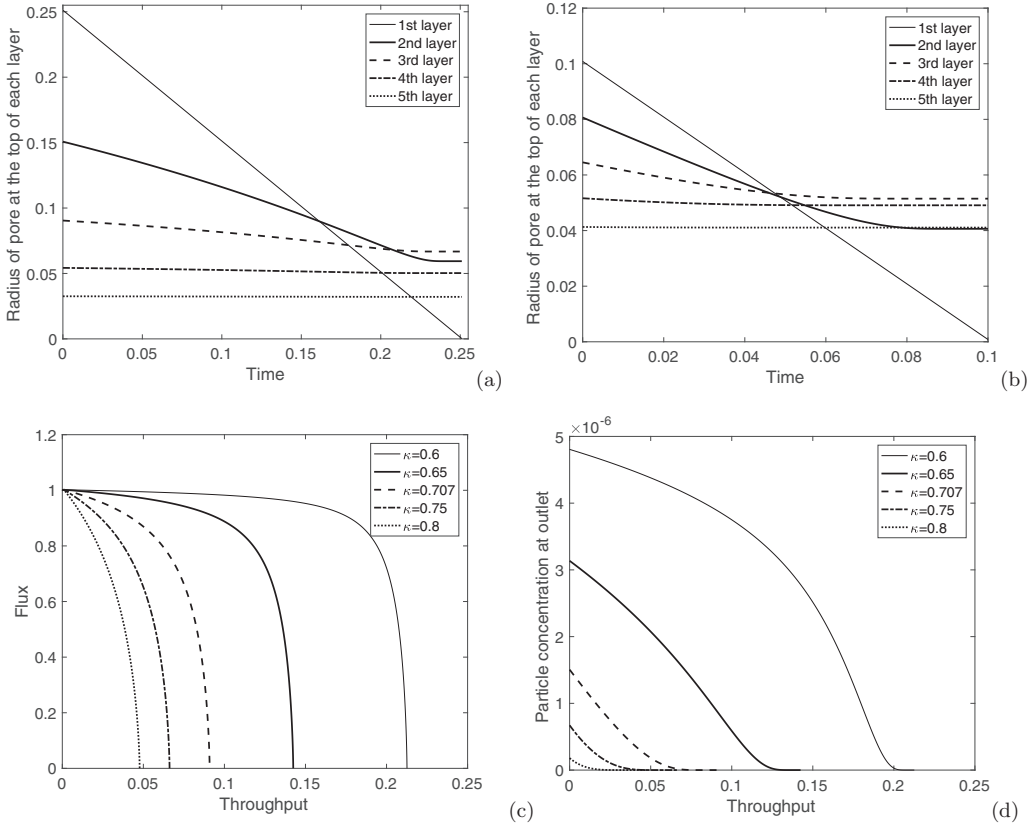 0.25
0.2
0.15
0.1
0.05
0
0
0.05
0.1
0.15
0.2
0.25
Time
Radius of pore at the top of each layer
1st layer
2nd layer
3rd layer
4th layer
5th layer
(a)
0.12
0.1
0.08
0.06
0.04
0.02
0
0
0.02
0.04
0.06
0.08
0.1
Time
Radius of pore at the top of each layer
1st layer
2nd layer
3rd layer
4th layer
5th layer
(b)
1.2
1
0.8
0.6
0.4
0.2
0
0
0.05
0.1
0.15
0.2
0.25
Throughput
Flux
κ=0.6
κ=0.65
κ=0.707
κ=0.75
κ=0.8
(c)
×10⁻⁶
5
4
3
2
1
0
0
0.05
0.1
0.15
0.2
0.25
Throughput
Particle concentration at outlet
κ=0.6
κ=0.65
κ=0.707
κ=0.75
κ=0.8
(d)